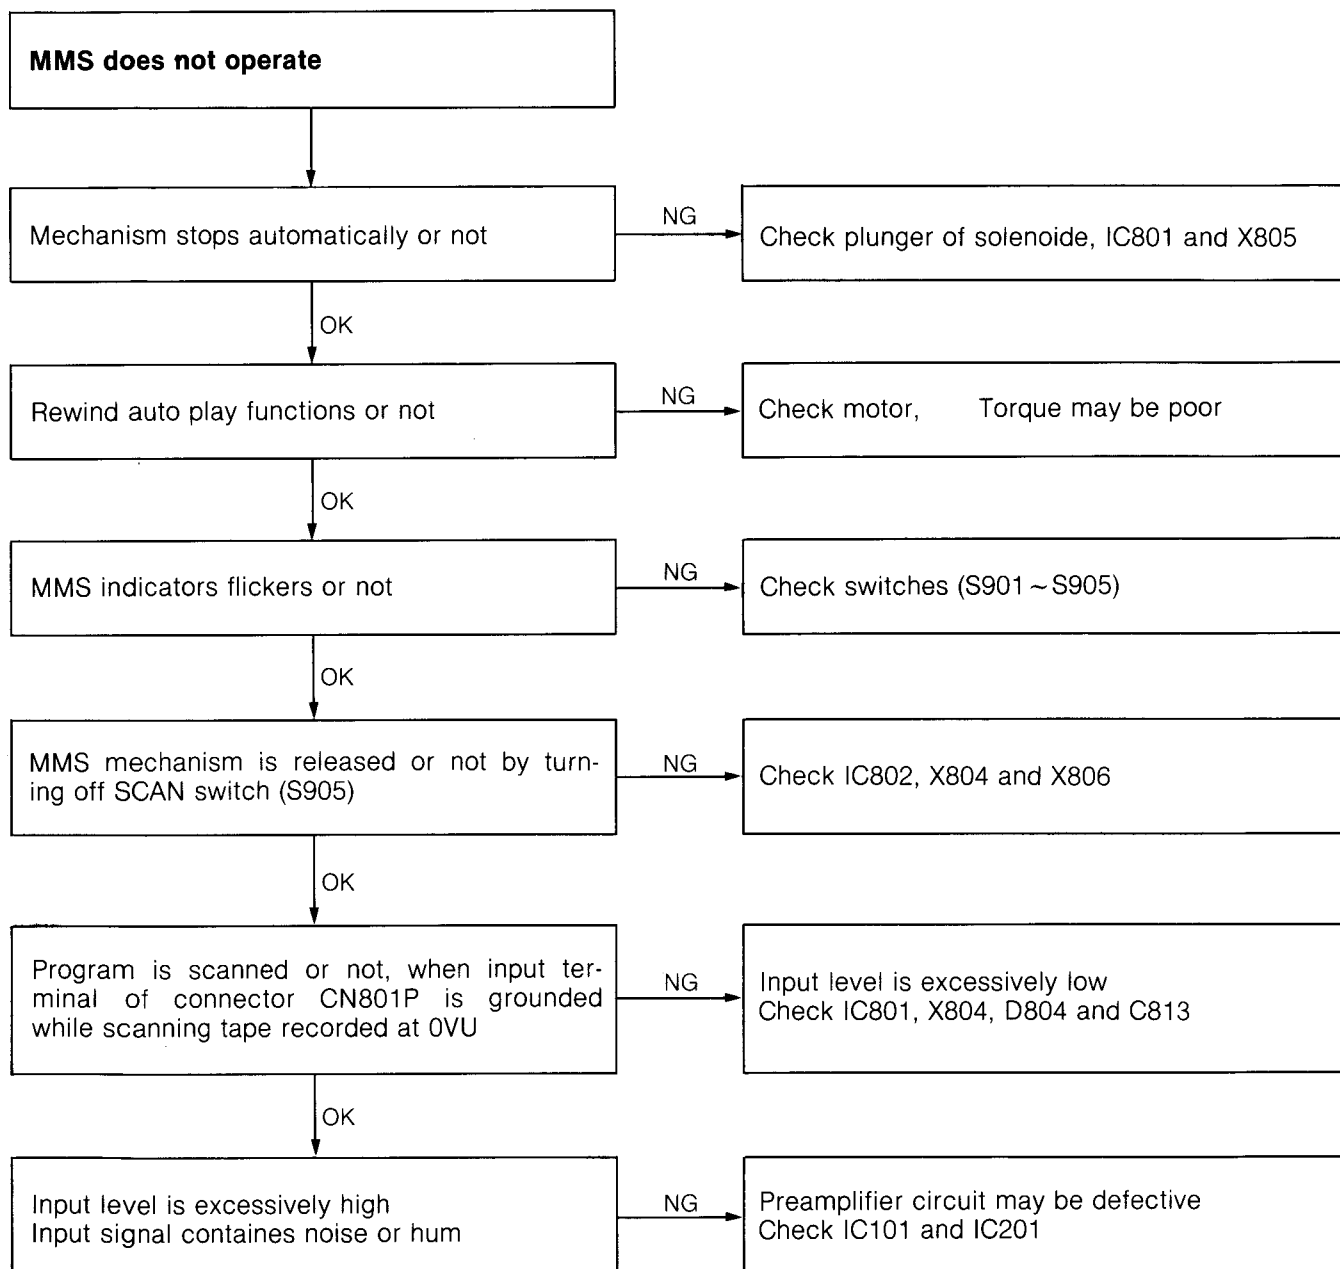 MMS does not operate
Mechanism stops automatically or not
NG
Check plunger of solenoide, IC801 and X805
OK
Rewind auto play functions or not
NG
Check motor, Torque may be poor
OK
MMS indicators flickers or not
NG
Check switches (S901~S905)
OK
MMS mechanism is released or not by turn-
ing off SCAN switch (S905)
NG
Check IC802, X804 and X806
OK
Program is scanned or not, when input ter-
minal of connector CN801P is grounded
while scanning tape recorded at 0VU
NG
Input level is excessively low
Check IC801, X804, D804 and C813
OK
Input level is excessively high
Input signal containes noise or hum
NG
Preamplifier circuit may be defective
Check IC101 and IC201